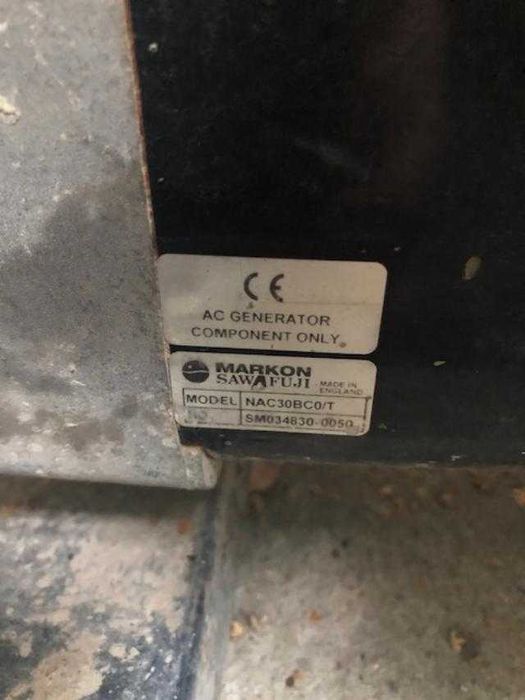 CE
AC GENERATOR
COMPONENT ONLY
MARKON
SAWAFUJI MADE IN
ENGLAND
MODEL NAC30BC0/T
SM034830-0050